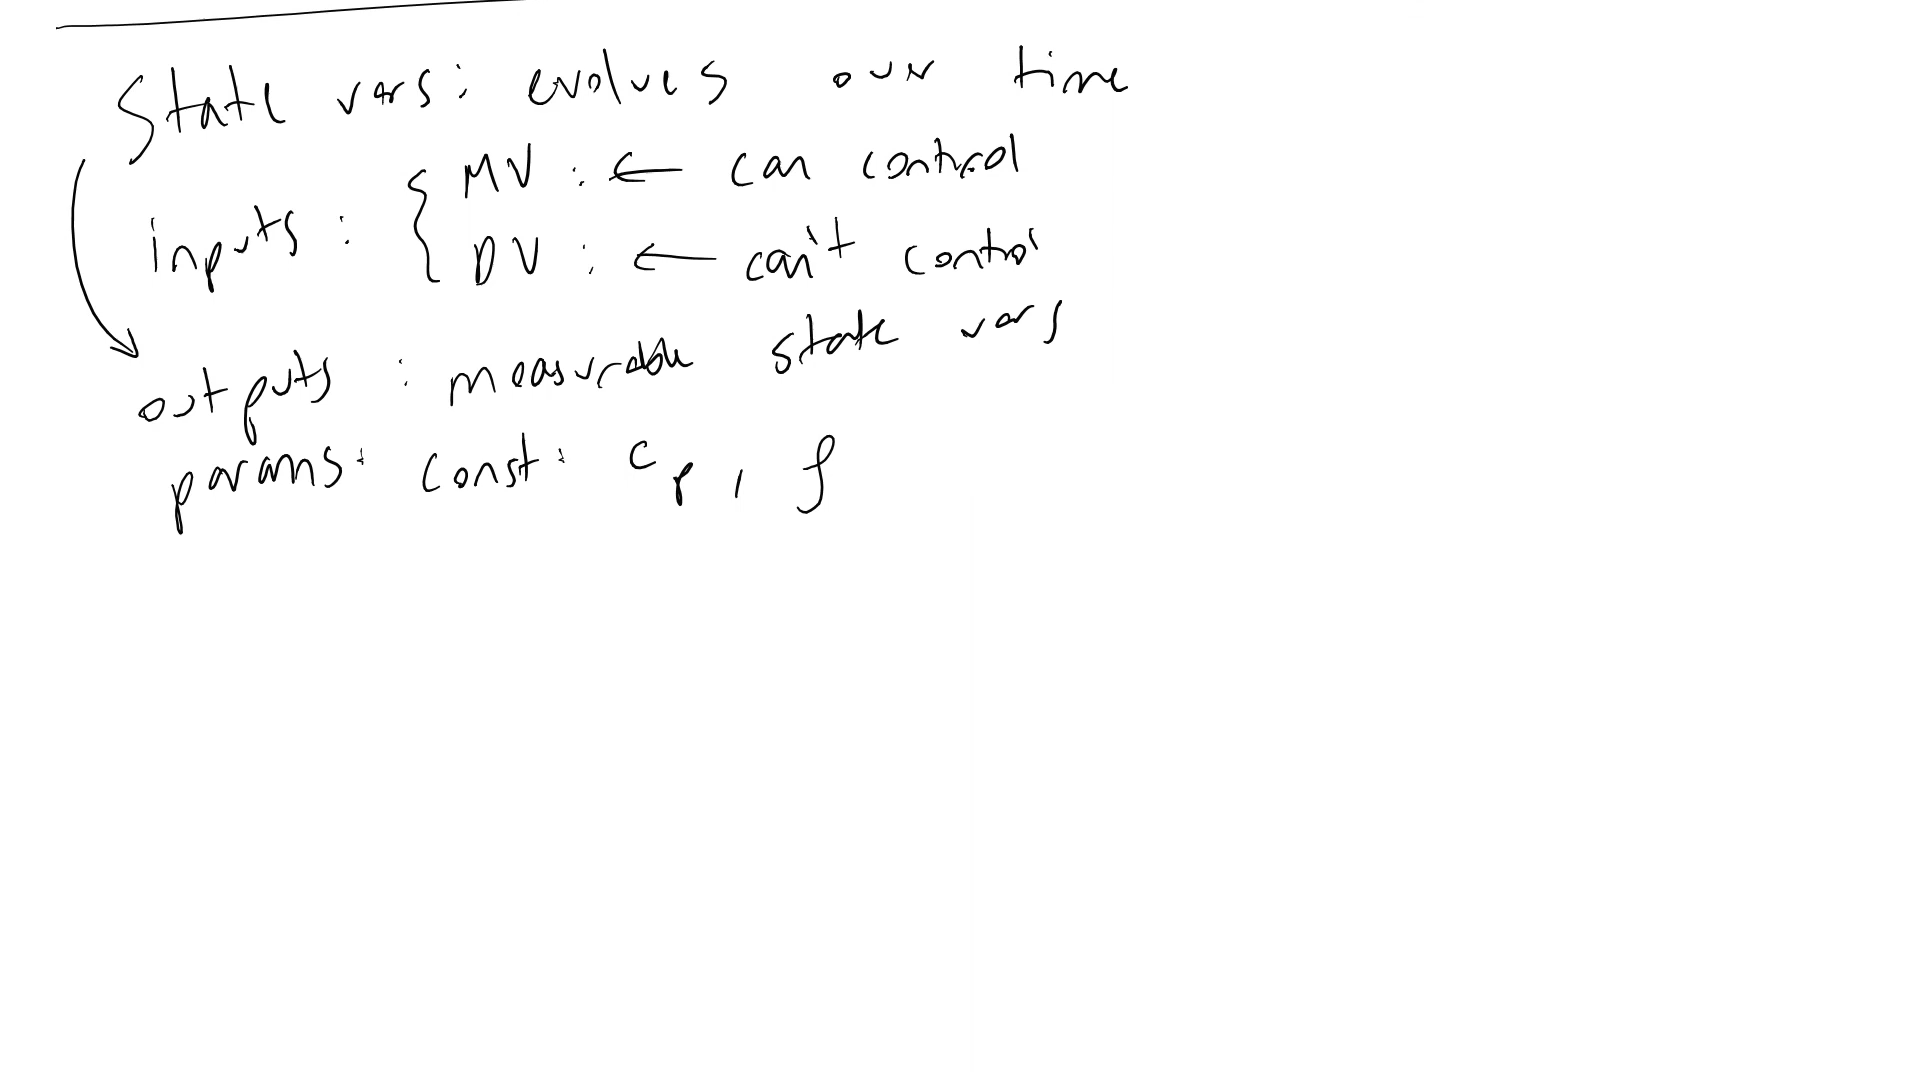 State vars: evolves over time
inputs: { MV: ← can control
DV: ← can't control
outputs: measurable state vars
params: const: cp, ρ